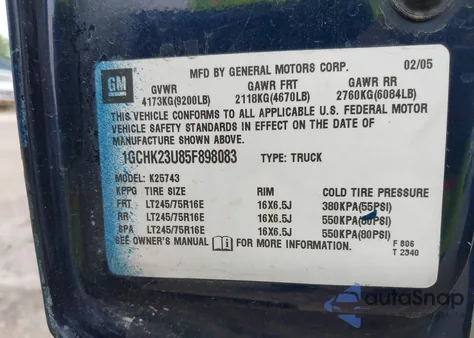 MFD BY GENERAL MOTORS CORP. 02/05
GM
GVWR GAWR FRT GAWR RR
4173KG(9200LB) 2118KG(4670LB) 2760KG(6084LB)
THIS VEHICLE CONFORMS TO ALL APPLICABLE U.S. FEDERAL MOTOR
VEHICLE SAFETY STANDARDS IN EFFECT ON THE DATE OF
MANUFACTURE SHOWN ABOVE.
1GCHK23U85F898083 TYPE: TRUCK
MODEL: K25743
KPPG TIRE SIZE RIM COLD TIRE PRESSURE
FRT LT245/75R16E 16X6.5J 380KPA(55PSI)
RR LT245/75R16E 16X6.5J 550KPA(80PSI)
SPA LT245/75R16E 16X6.5J 550KPA(80PSI)
SEE OWNER'S MANUAL FOR MORE INFORMATION.
F 806
T 2340
autoSnap